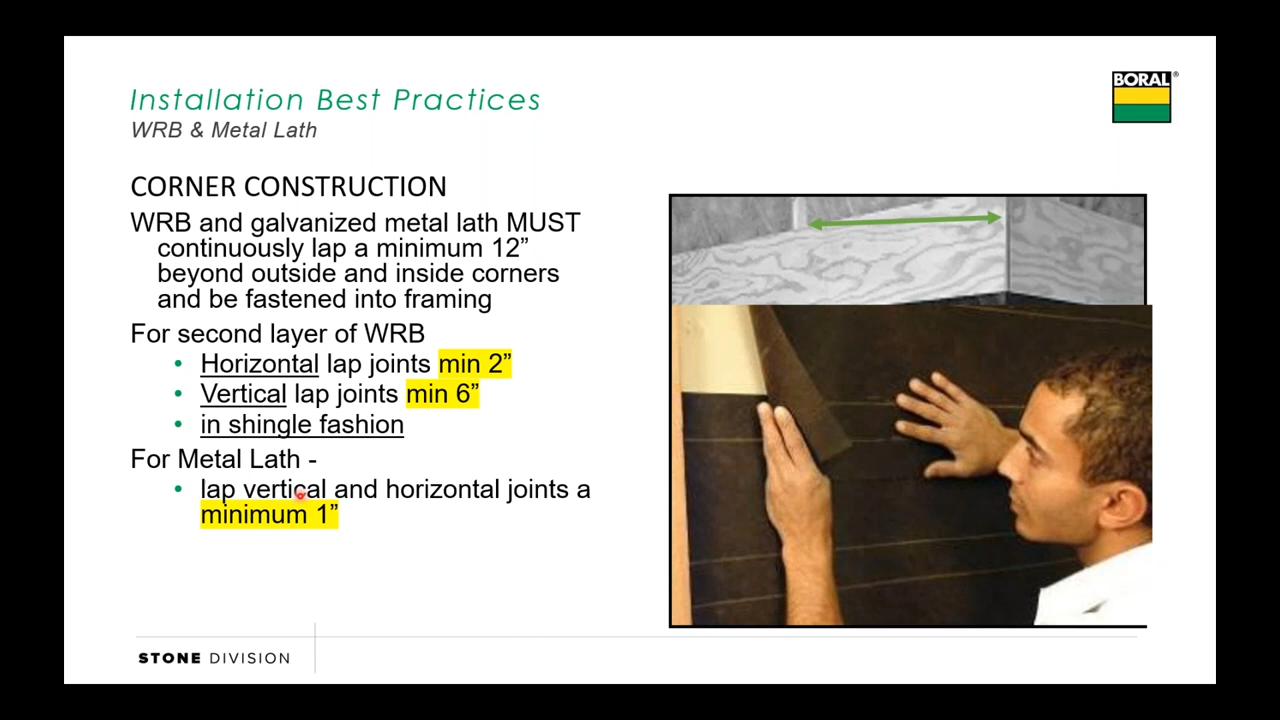 Installation Best Practices
WRB & Metal Lath
BORAL®
CORNER CONSTRUCTION
WRB and galvanized metal lath MUST
continuously lap a minimum 12”
beyond outside and inside corners
and be fastened into framing
For second layer of WRB
• Horizontal lap joints min 2”
• Vertical lap joints min 6”
• in shingle fashion
For Metal Lath -
• lap vertical and horizontal joints a
minimum 1”
STONE DIVISION